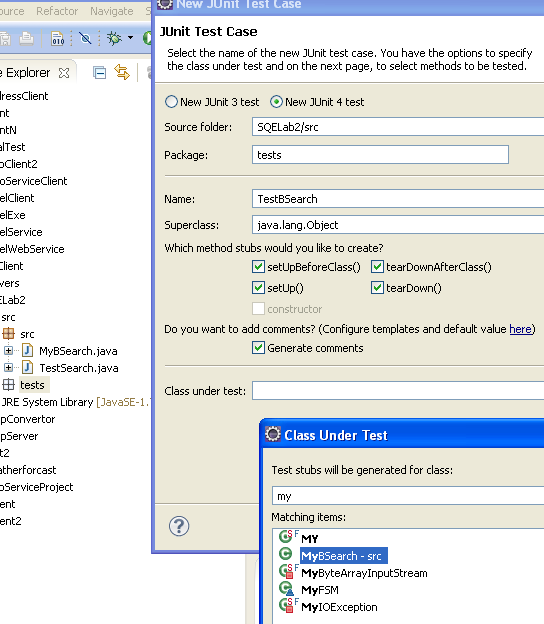 Source Refactor Navigate S
New JUnit Test Case
JUnit Test Case
Select the name of the new JUnit test case. You have the options to specify
the class under test and on the next page, to select methods to be tested.
e Explorer
dressClient
nt
ntN
alTest
oClient2
oServiceClient
elClient
elExe
elService
elWebService
Client
vers
ELab2
src
src
MyBSearch.java
TestSearch.java
tests
JRE System Library [JavaSE-1.
pConvertor
pServer
t2
atherforcast
oServiceProject
ent
ent2
New JUnit 3 test New JUnit 4 test
Source folder: SQELab2/src
Package: tests
Name: TestBSearch
Superclass: java.lang.Object
Which method stubs would you like to create?
setUpBeforeClass() tearDownAfterClass()
setUp() tearDown()
constructor
Do you want to add comments? (Configure templates and default value here)
Generate comments
Class under test:
Class Under Test
Test stubs will be generated for class:
my
Matching items:
MY
MyBSearch - src
MyByteArrayInputStream
MyFSM
MyIOException